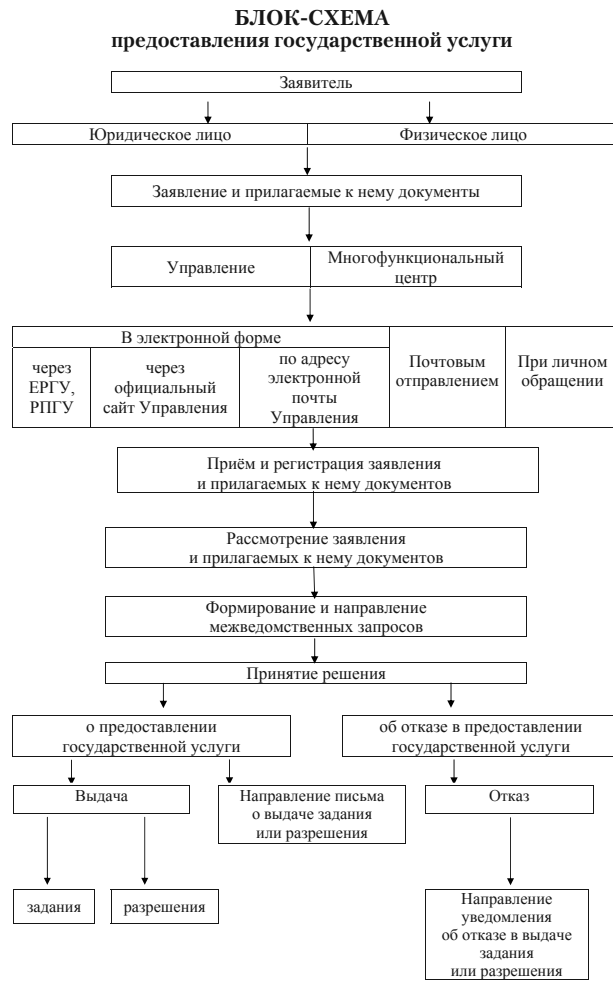 БЛОК-СХЕМА
предоставления государственной услуги
Заявитель
Юридическое лицо
Физическое лицо
Заявление и прилагаемые к нему документы
Управление
Многофункциональный
центр
В электронной форме
через
ЕРГУ,
РПГУ
через
официальный
сайт Управления
по адресу
электронной
почты
Управления
Почтовым
отправлением
При личном
обращении
Приём и регистрация заявления
и прилагаемых к нему документов
Рассмотрение заявления
и прилагаемых к нему документов
Формирование и направление
межведомственных запросов
Принятие решения
о предоставлении
государственной услуги
об отказе в предоставлении
государственной услуги
Выдача
Направление письма
о выдаче задания
или разрешения
Отказ
задания
разрешения
Направление
уведомления
об отказе в выдаче
задания
или разрешения